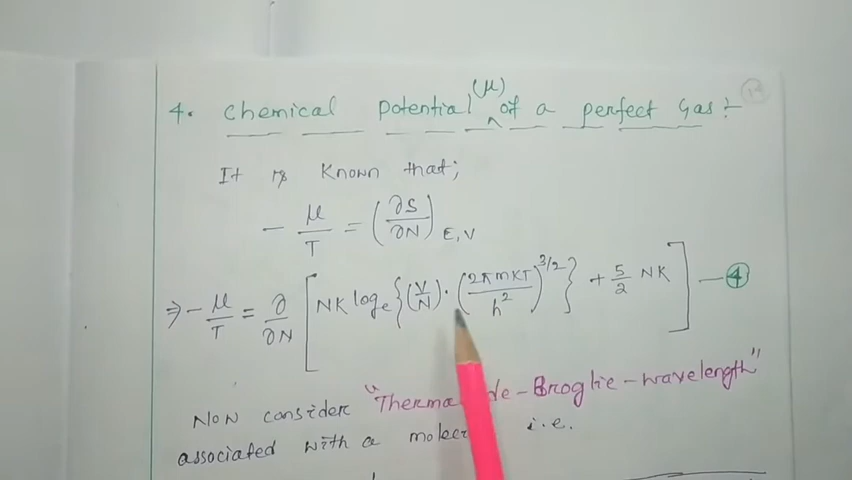 4. Chemical Potential (μ) of a perfect Gas:-
It is Known that;
- μ/T = (∂S/∂N) E,V
⇒ - μ/T = ∂/∂N [ NK logₑ { (V/N) · (2πmKT/h²)^3/2 } + 5/2 NK ] — ④
Now consider "Therma de-Broglie-wavelength"
associated with a molec i.e.